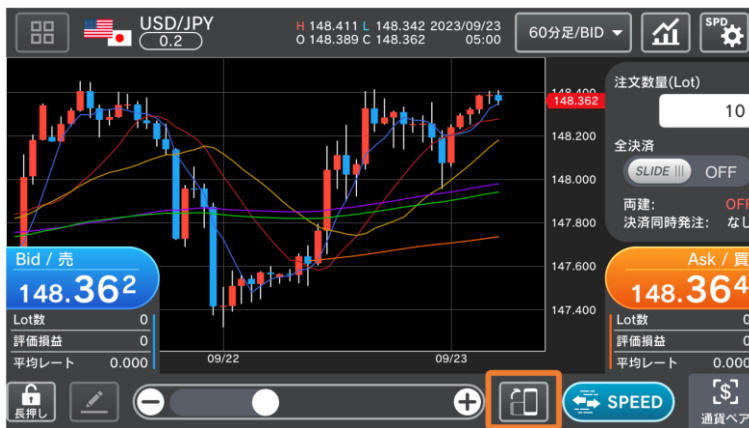 USD/JPY
0.2
H 148.411 L 148.342 2023/09/23
O 148.389 C 148.362 05:00
60分足/BID
SPD
注文数量(Lot)
10
全決済
SLIDE
OFF
両建: OFF
決済同時発注: なし
148.400
148.362
148.200
148.000
147.800
147.600
147.400
Bid / 売
148.362
Lot数 0
評価損益 0
平均レート 0.000
Ask / 買
148.364
Lot数 0
評価損益 0
平均レート 0.000
09/22
09/23
長押し
SPEED
$
通貨ペア